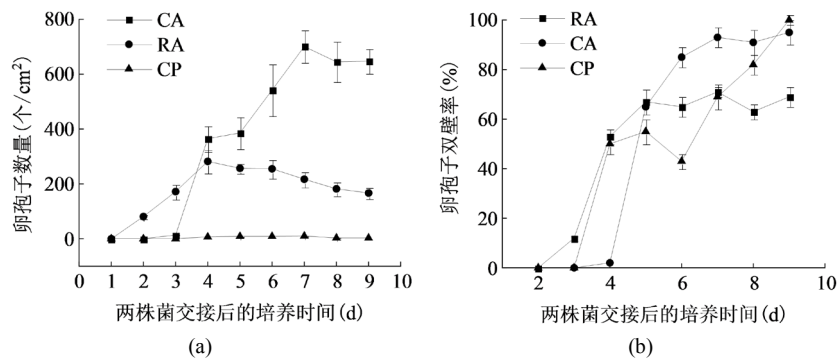 800
600
400
200
0
卵孢子数量(个/cm²)
CA
RA
CP
0 1 2 3 4 5 6 7 8 9 10
两株菌交接后的培养时间(d)
(a)
100
80
60
40
20
0
卵孢子双壁率(%)
RA
CA
CP
2 4 6 8 10
两株菌交接后的培养时间(d)
(b)